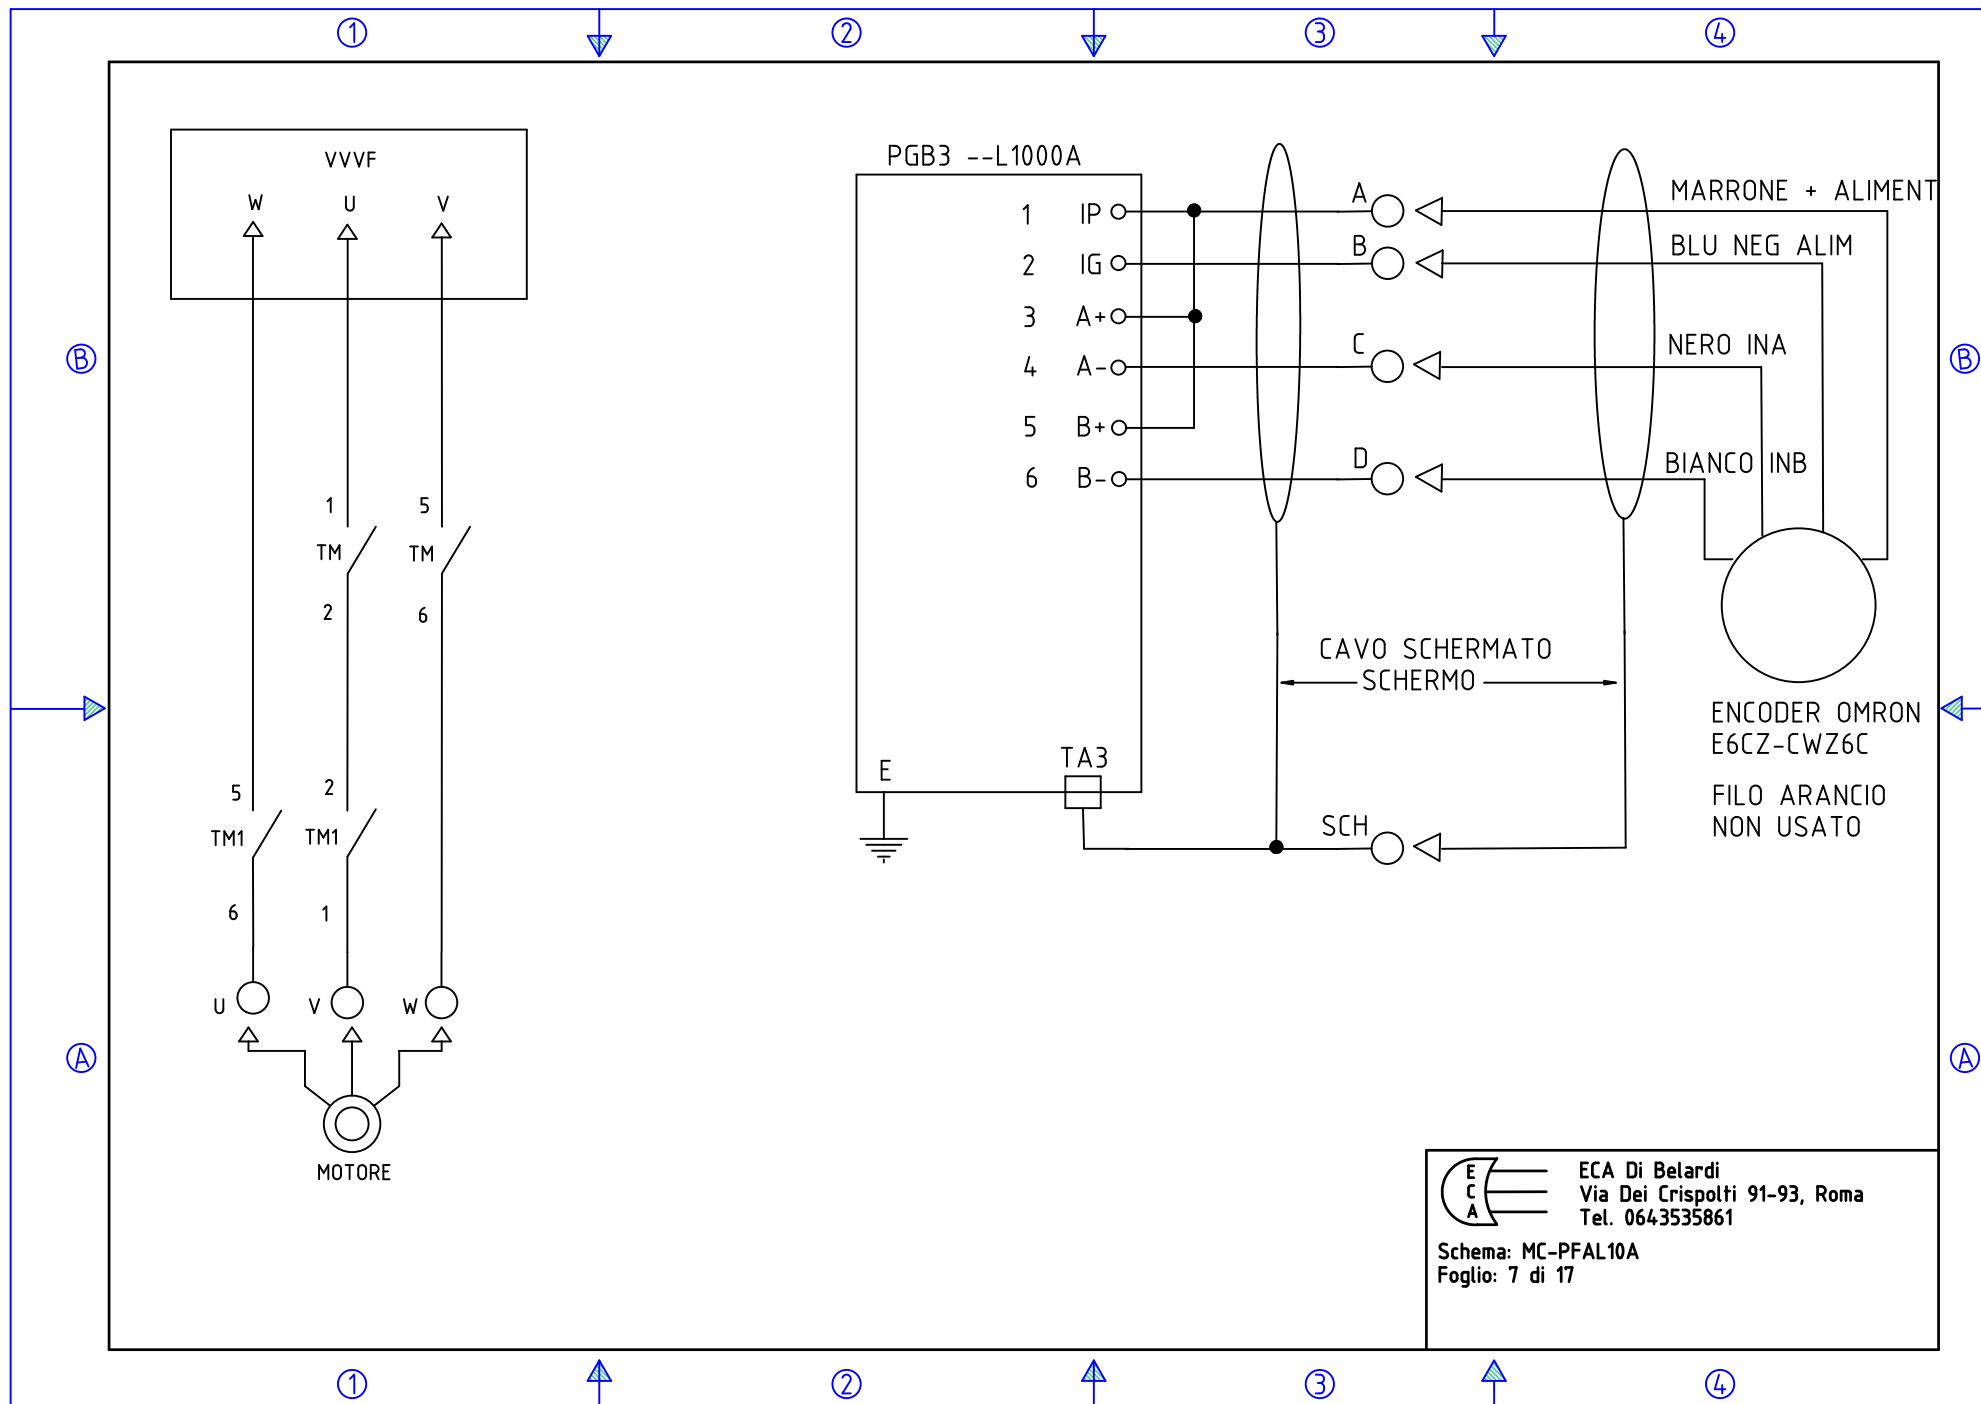 1 2 3 4
VVVF
W U V
PGB3 --L1000A
1 IP
2 IG
3 A+
4 A-
5 B+
6 B-
A
B
C
D
MARRONE + ALIMENT
BLU NEG ALIM
NERO INA
BIANCO INB
B B
1 5
TM TM
2 6
CAVO SCHERMATO
SCHERMO
ENCODER OMRON
E6CZ-CWZ6C
FILO ARANCIO
NON USATO
E
TA3
SCH
5 2
TM1 TM1
6 1
U V W
A A
MOTORE
E
C
A
ECA Di Belardi
Via Dei Crispolti 91-93, Roma
Tel. 0643535861
Schema: MC-PFAL10A
Foglio: 7 di 17
1 2 3 4